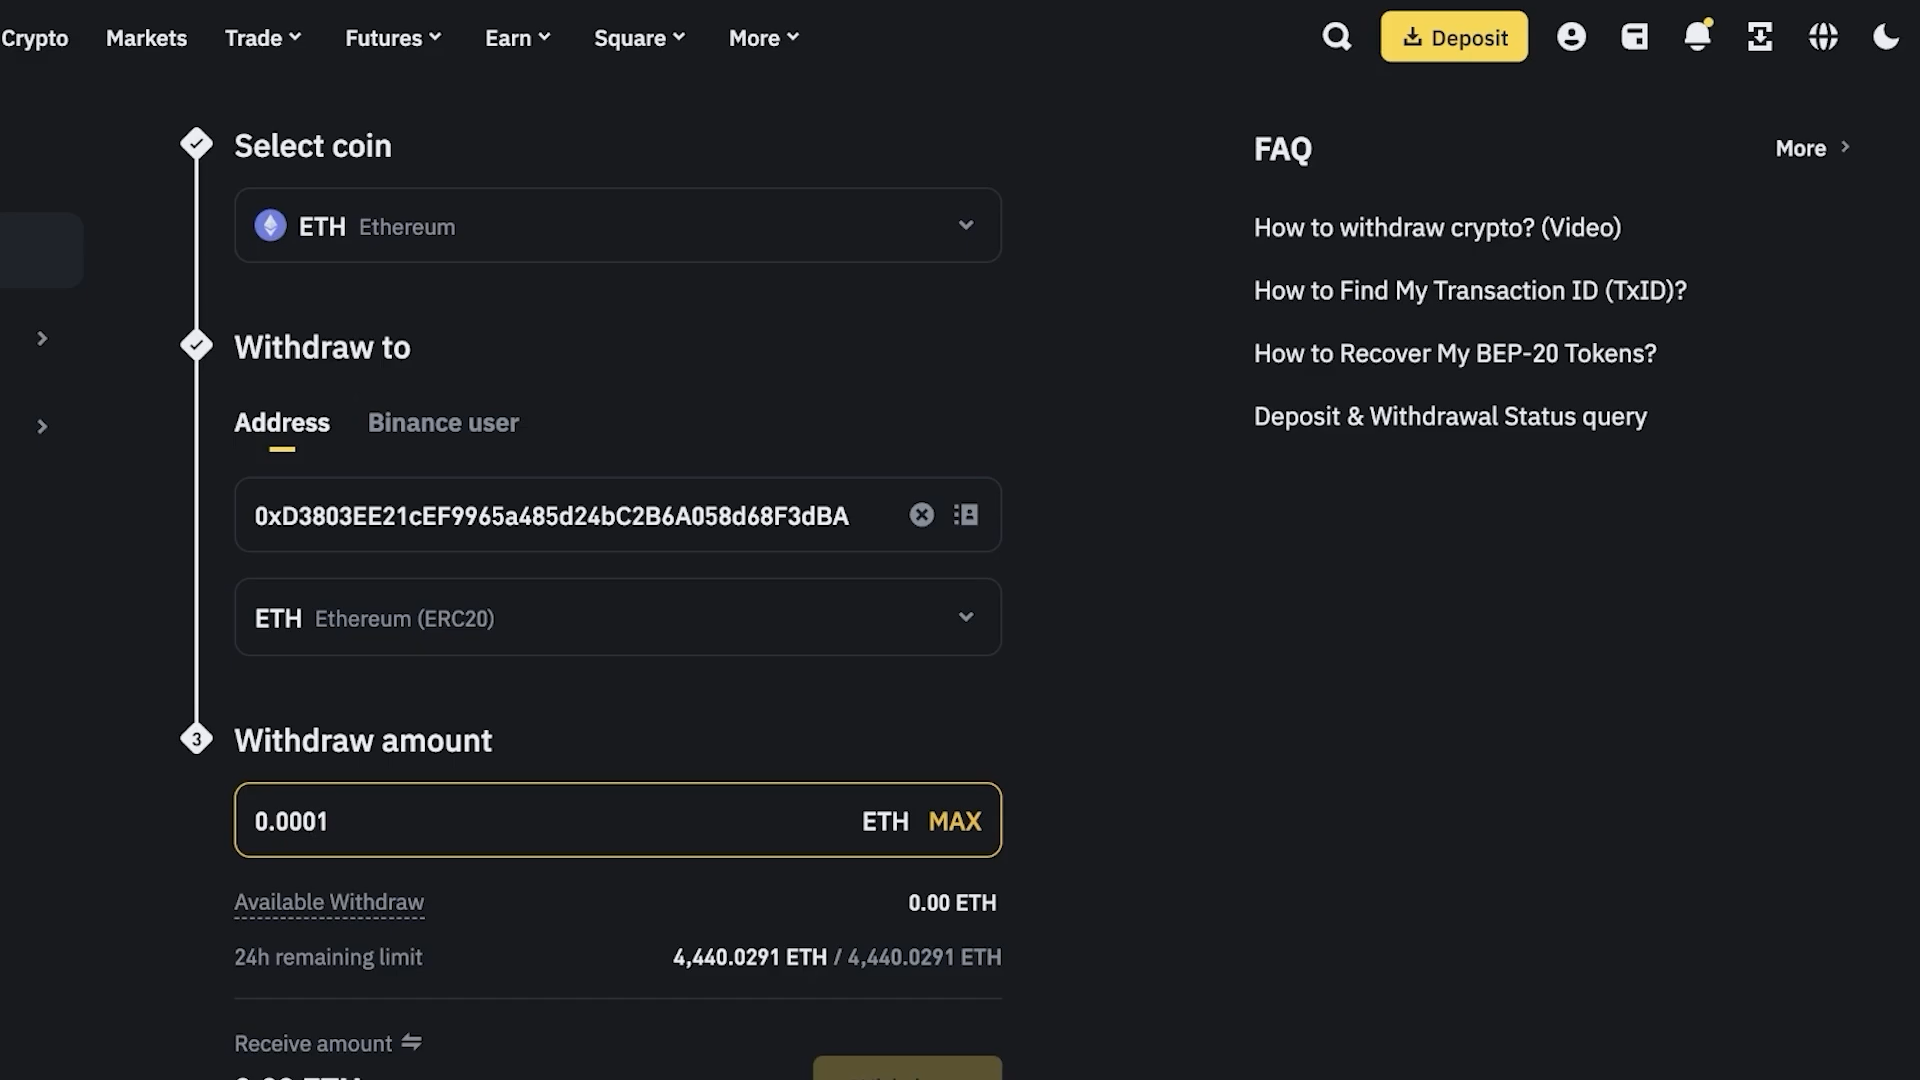 Crypto Markets Trade Futures Earn Square More Deposit
Select coin
ETH Ethereum
Withdraw to
Address Binance user
0xD3803EE21cEF9965a485d24bC2B6A058d68F3dBA
ETH Ethereum (ERC20)
3 Withdraw amount
0.0001 ETH MAX
Available Withdraw 0.00 ETH
24h remaining limit 4,440.0291 ETH / 4,440.0291 ETH
Receive amount
FAQ More
How to withdraw crypto? (Video)
How to Find My Transaction ID (TxID)?
How to Recover My BEP-20 Tokens?
Deposit & Withdrawal Status query